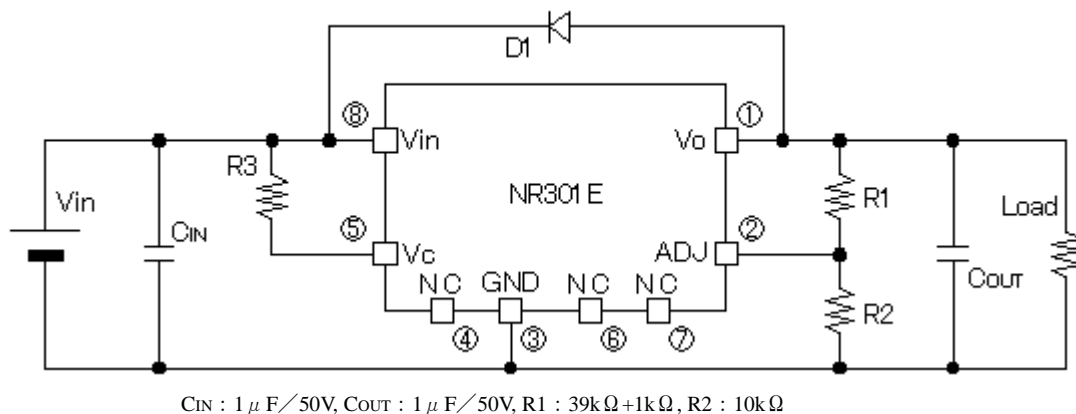 D1
⑧ ①
Vin Vo
R3 R1
Vin NR301E Load
CIN ⑤ ②
Vc ADJ
NC GND NC NC COUT
R2
④ ③ ⑥ ⑦
CIN : 1μF/50V, COUT : 1μF/50V, R1 : 39kΩ+1kΩ, R2 : 10kΩ